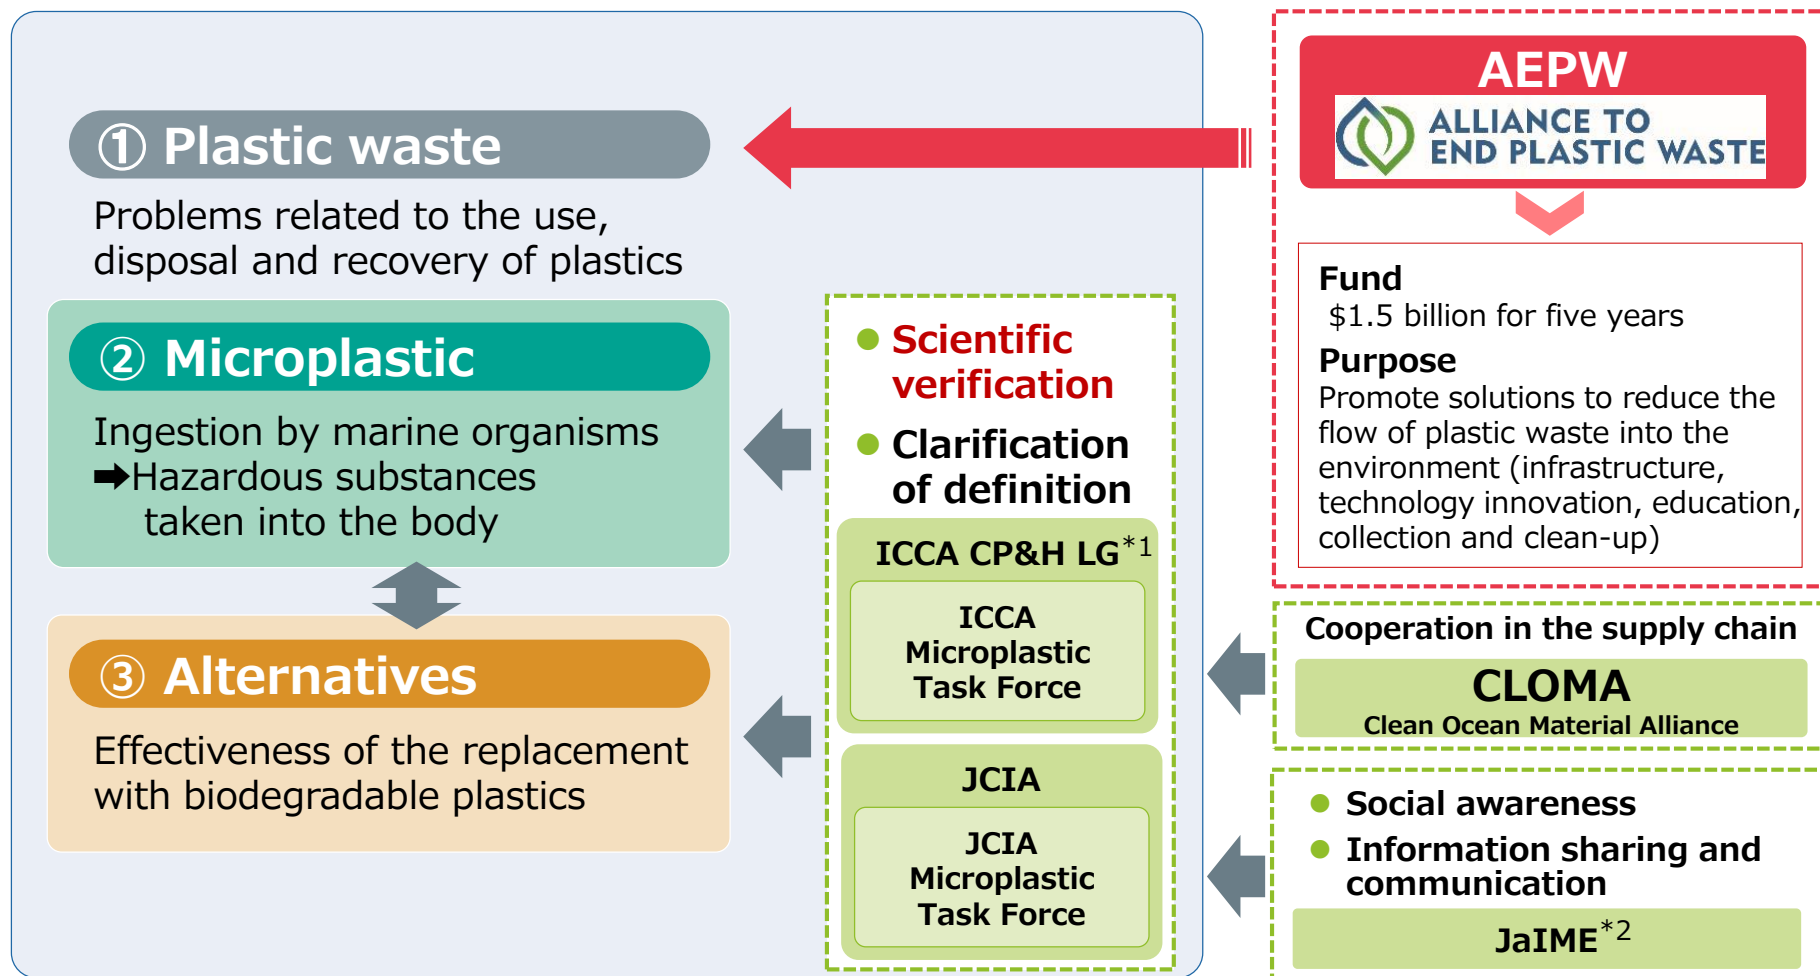 ① Plastic waste
Problems related to the use,
disposal and recovery of plastics
② Microplastic
Ingestion by marine organisms
➡Hazardous substances
taken into the body
③ Alternatives
Effectiveness of the replacement
with biodegradable plastics
● Scientific
verification
● Clarification
of definition
ICCA CP&H LG*1
ICCA
Microplastic
Task Force
JCIA
JCIA
Microplastic
Task Force
AEPW
ALLIANCE TO
END PLASTIC WASTE
Fund
$1.5 billion for five years
Purpose
Promote solutions to reduce the
flow of plastic waste into the
environment (infrastructure,
technology innovation, education,
collection and clean-up)
Cooperation in the supply chain
CLOMA
Clean Ocean Material Alliance
● Social awareness
● Information sharing and
communication
JaIME*2